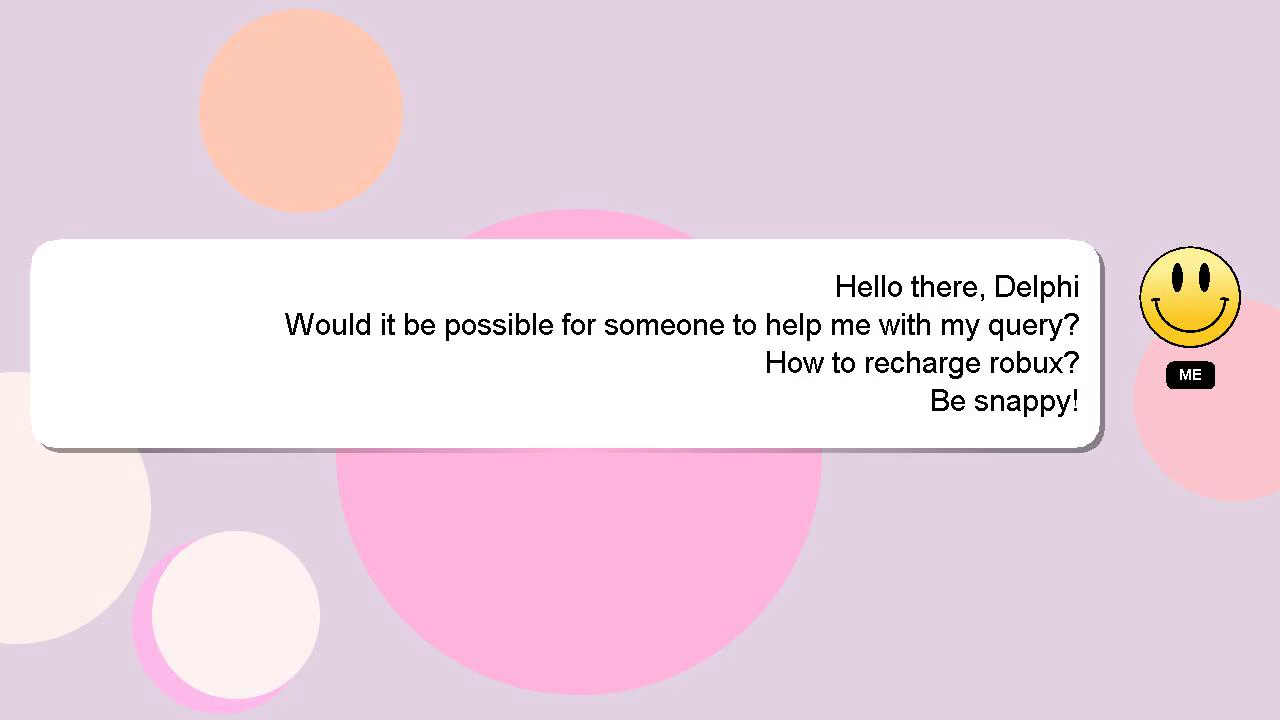 Hello there, Delphi
Would it be possible for someone to help me with my query?
How to recharge robux?
Be snappy!
ME